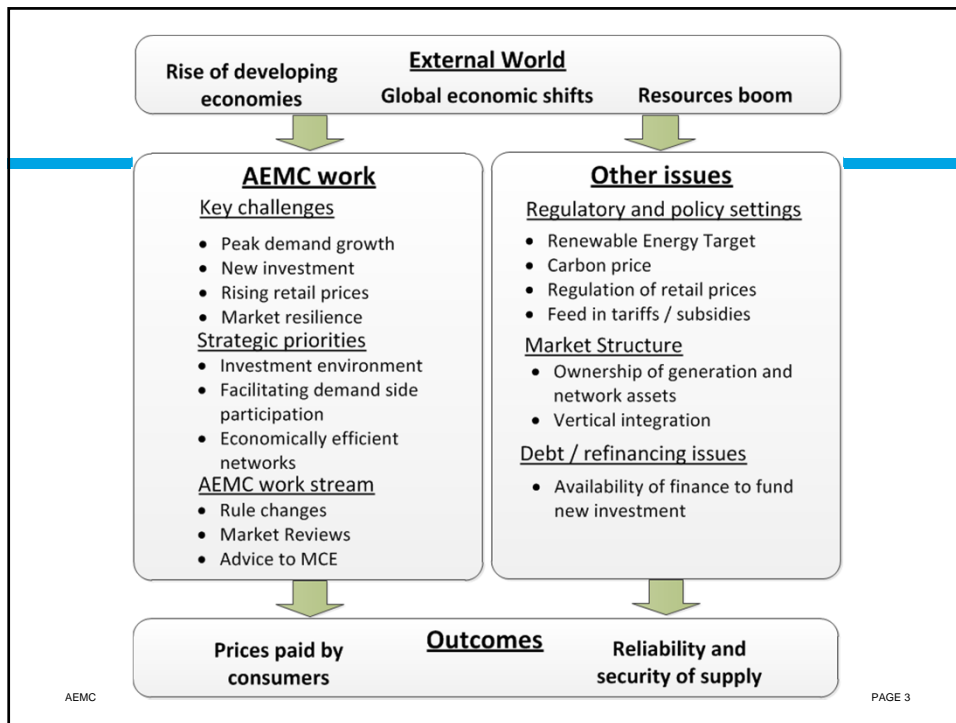 External World
Rise of developing
economies
Global economic shifts
Resources boom
AEMC work
Key challenges
• Peak demand growth
• New investment
• Rising retail prices
• Market resilience
Strategic priorities
• Investment environment
• Facilitating demand side
participation
• Economically efficient
networks
AEMC work stream
• Rule changes
• Market Reviews
• Advice to MCE
Other issues
Regulatory and policy settings
• Renewable Energy Target
• Carbon price
• Regulation of retail prices
• Feed in tariffs / subsidies
Market Structure
• Ownership of generation and
network assets
• Vertical integration
Debt / refinancing issues
• Availability of finance to fund
new investment
Outcomes
Prices paid by
consumers
Reliability and
security of supply
AEMC
PAGE 3